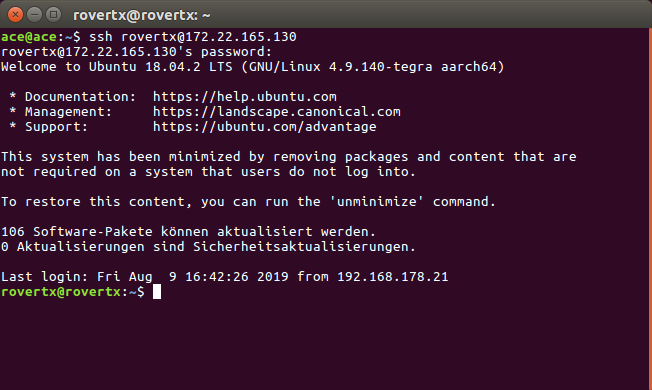 rovertx@rovertx: ~
ace@ace:~$ ssh rovertx@172.22.165.130
rovertx@172.22.165.130's password:
Welcome to Ubuntu 18.04.2 LTS (GNU/Linux 4.9.140-tegra aarch64)
* Documentation:  https://help.ubuntu.com
* Management:     https://landscape.canonical.com
* Support:        https://ubuntu.com/advantage
This system has been minimized by removing packages and content that are
not required on a system that users do not log into.
To restore this content, you can run the 'unminimize' command.
106 Software-Pakete können aktualisiert werden.
0 Aktualisierungen sind Sicherheitsaktualisierungen.
Last login: Fri Aug  9 16:42:26 2019 from 192.168.178.21
rovertx@rovertx:~$